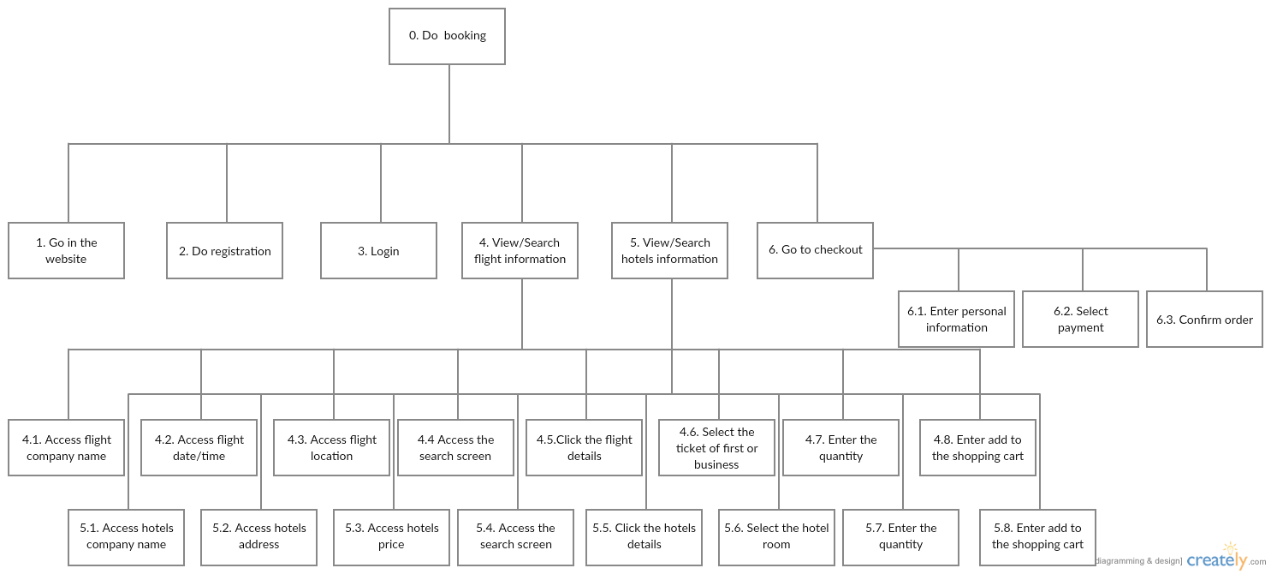 0. Do  booking
1. Go in the
website
2. Do registration
3. Login
4. View/Search
flight information
5. View/Search
hotels information
6. Go to checkout
6.1. Enter personal
information
6.2. Select
payment
6.3. Confirm order
4.1. Access flight
company name
4.2. Access flight
date/time
4.3. Access flight
location
4.4 Access the
search screen
4.5.Click the flight
details
4.6. Select the
ticket of first or
business
4.7. Enter the
quantity
4.8. Enter add to
the shopping cart
5.1. Access hotels
company name
5.2. Access hotels
address
5.3. Access hotels
price
5.4. Access the
search screen
5.5. Click the hotels
details
5.6. Select the hotel
room
5.7. Enter the
quantity
5.8. Enter add to
the shopping cart
diagramming & design] creately.com